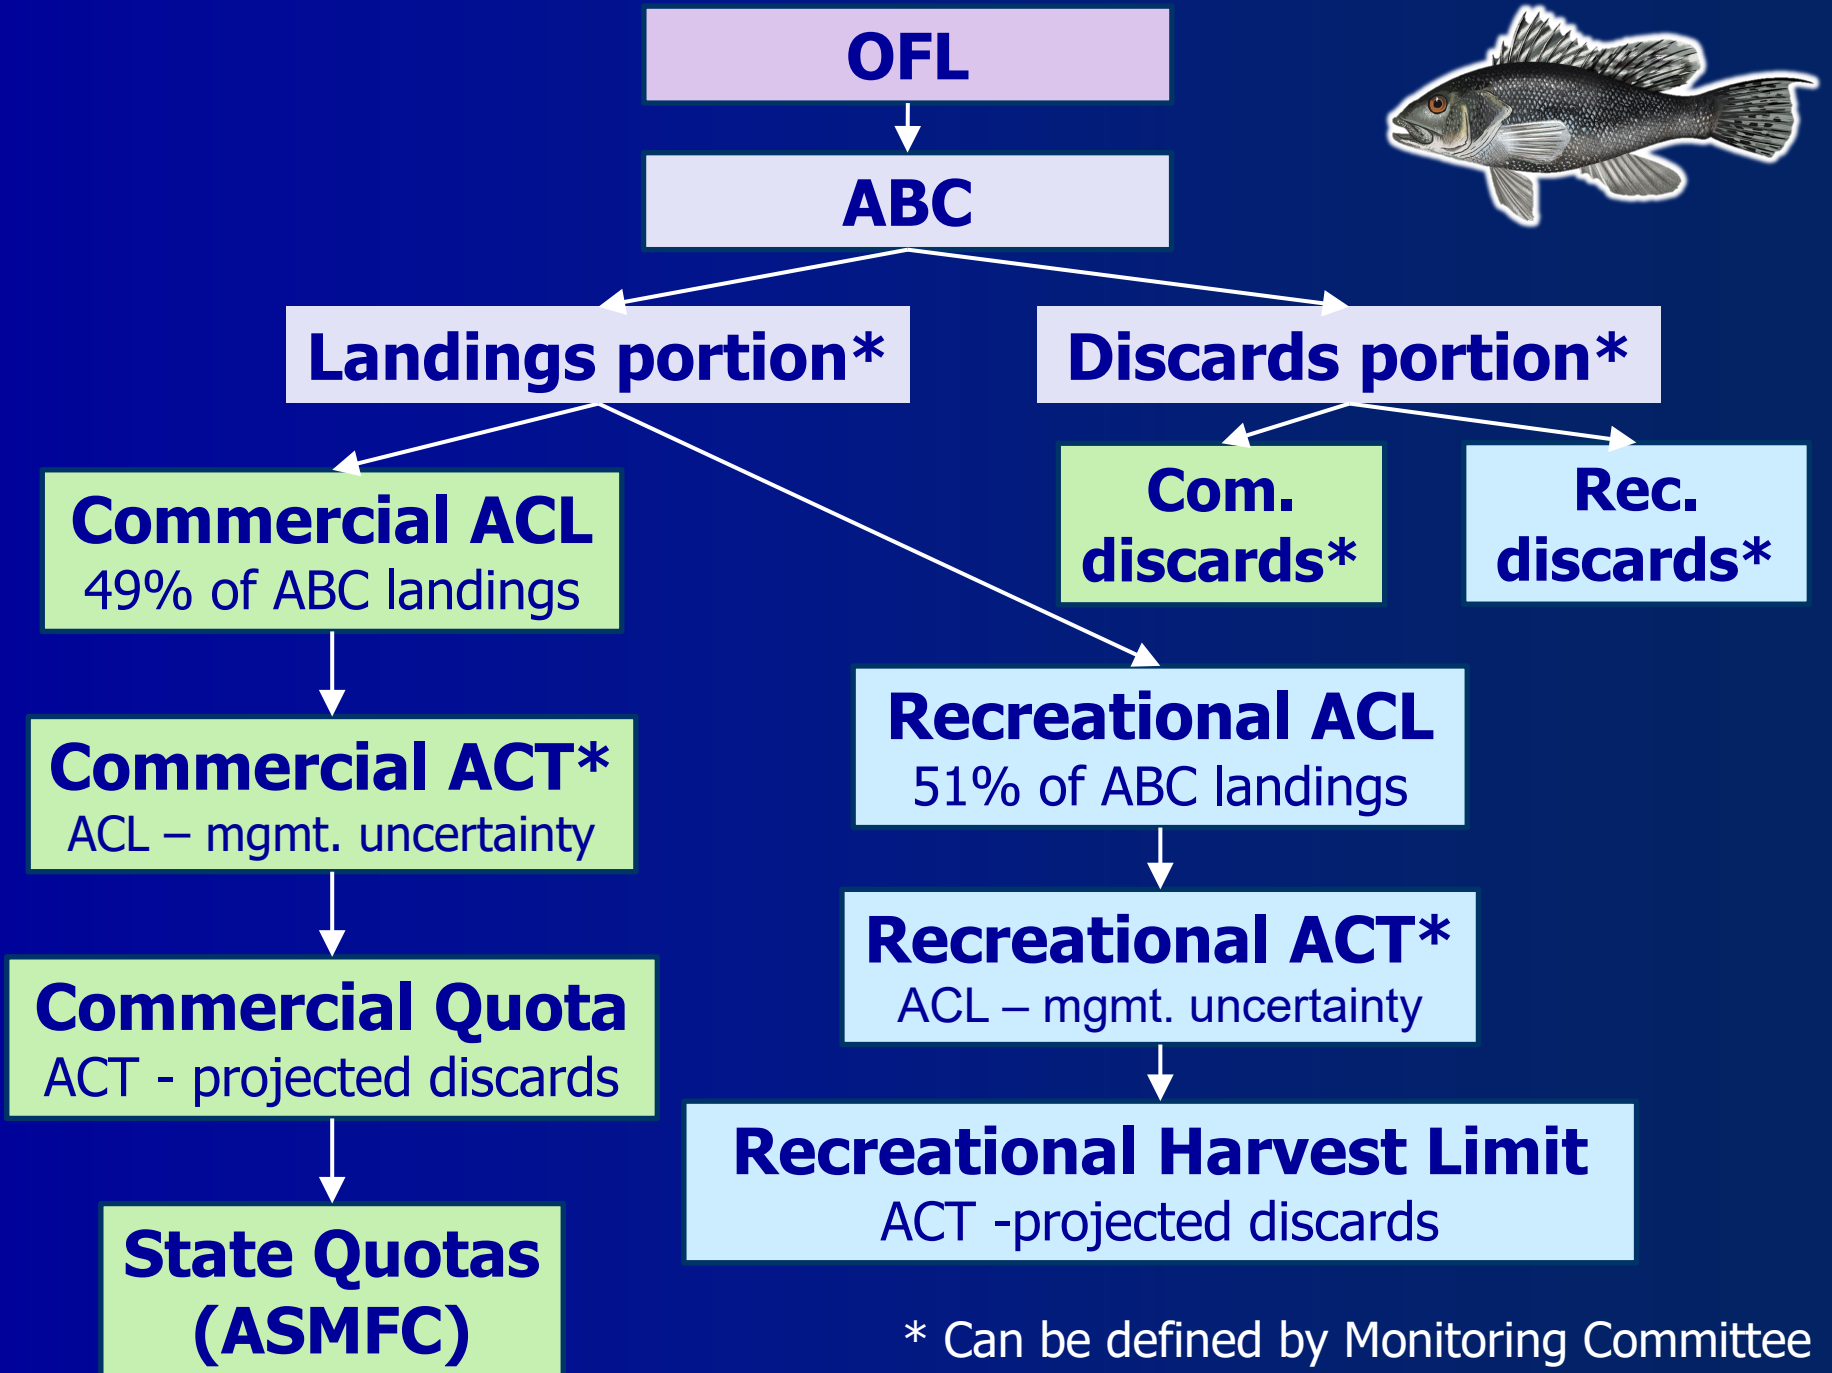 OFL
ABC
Landings portion*
Discards portion*
Commercial ACL
49% of ABC landings
Com.
discards*
Rec.
discards*
Commercial ACT*
ACL – mgmt. uncertainty
Recreational ACL
51% of ABC landings
Commercial Quota
ACT - projected discards
Recreational ACT*
ACL – mgmt. uncertainty
State Quotas
(ASMFC)
Recreational Harvest Limit
ACT -projected discards
* Can be defined by Monitoring Committee